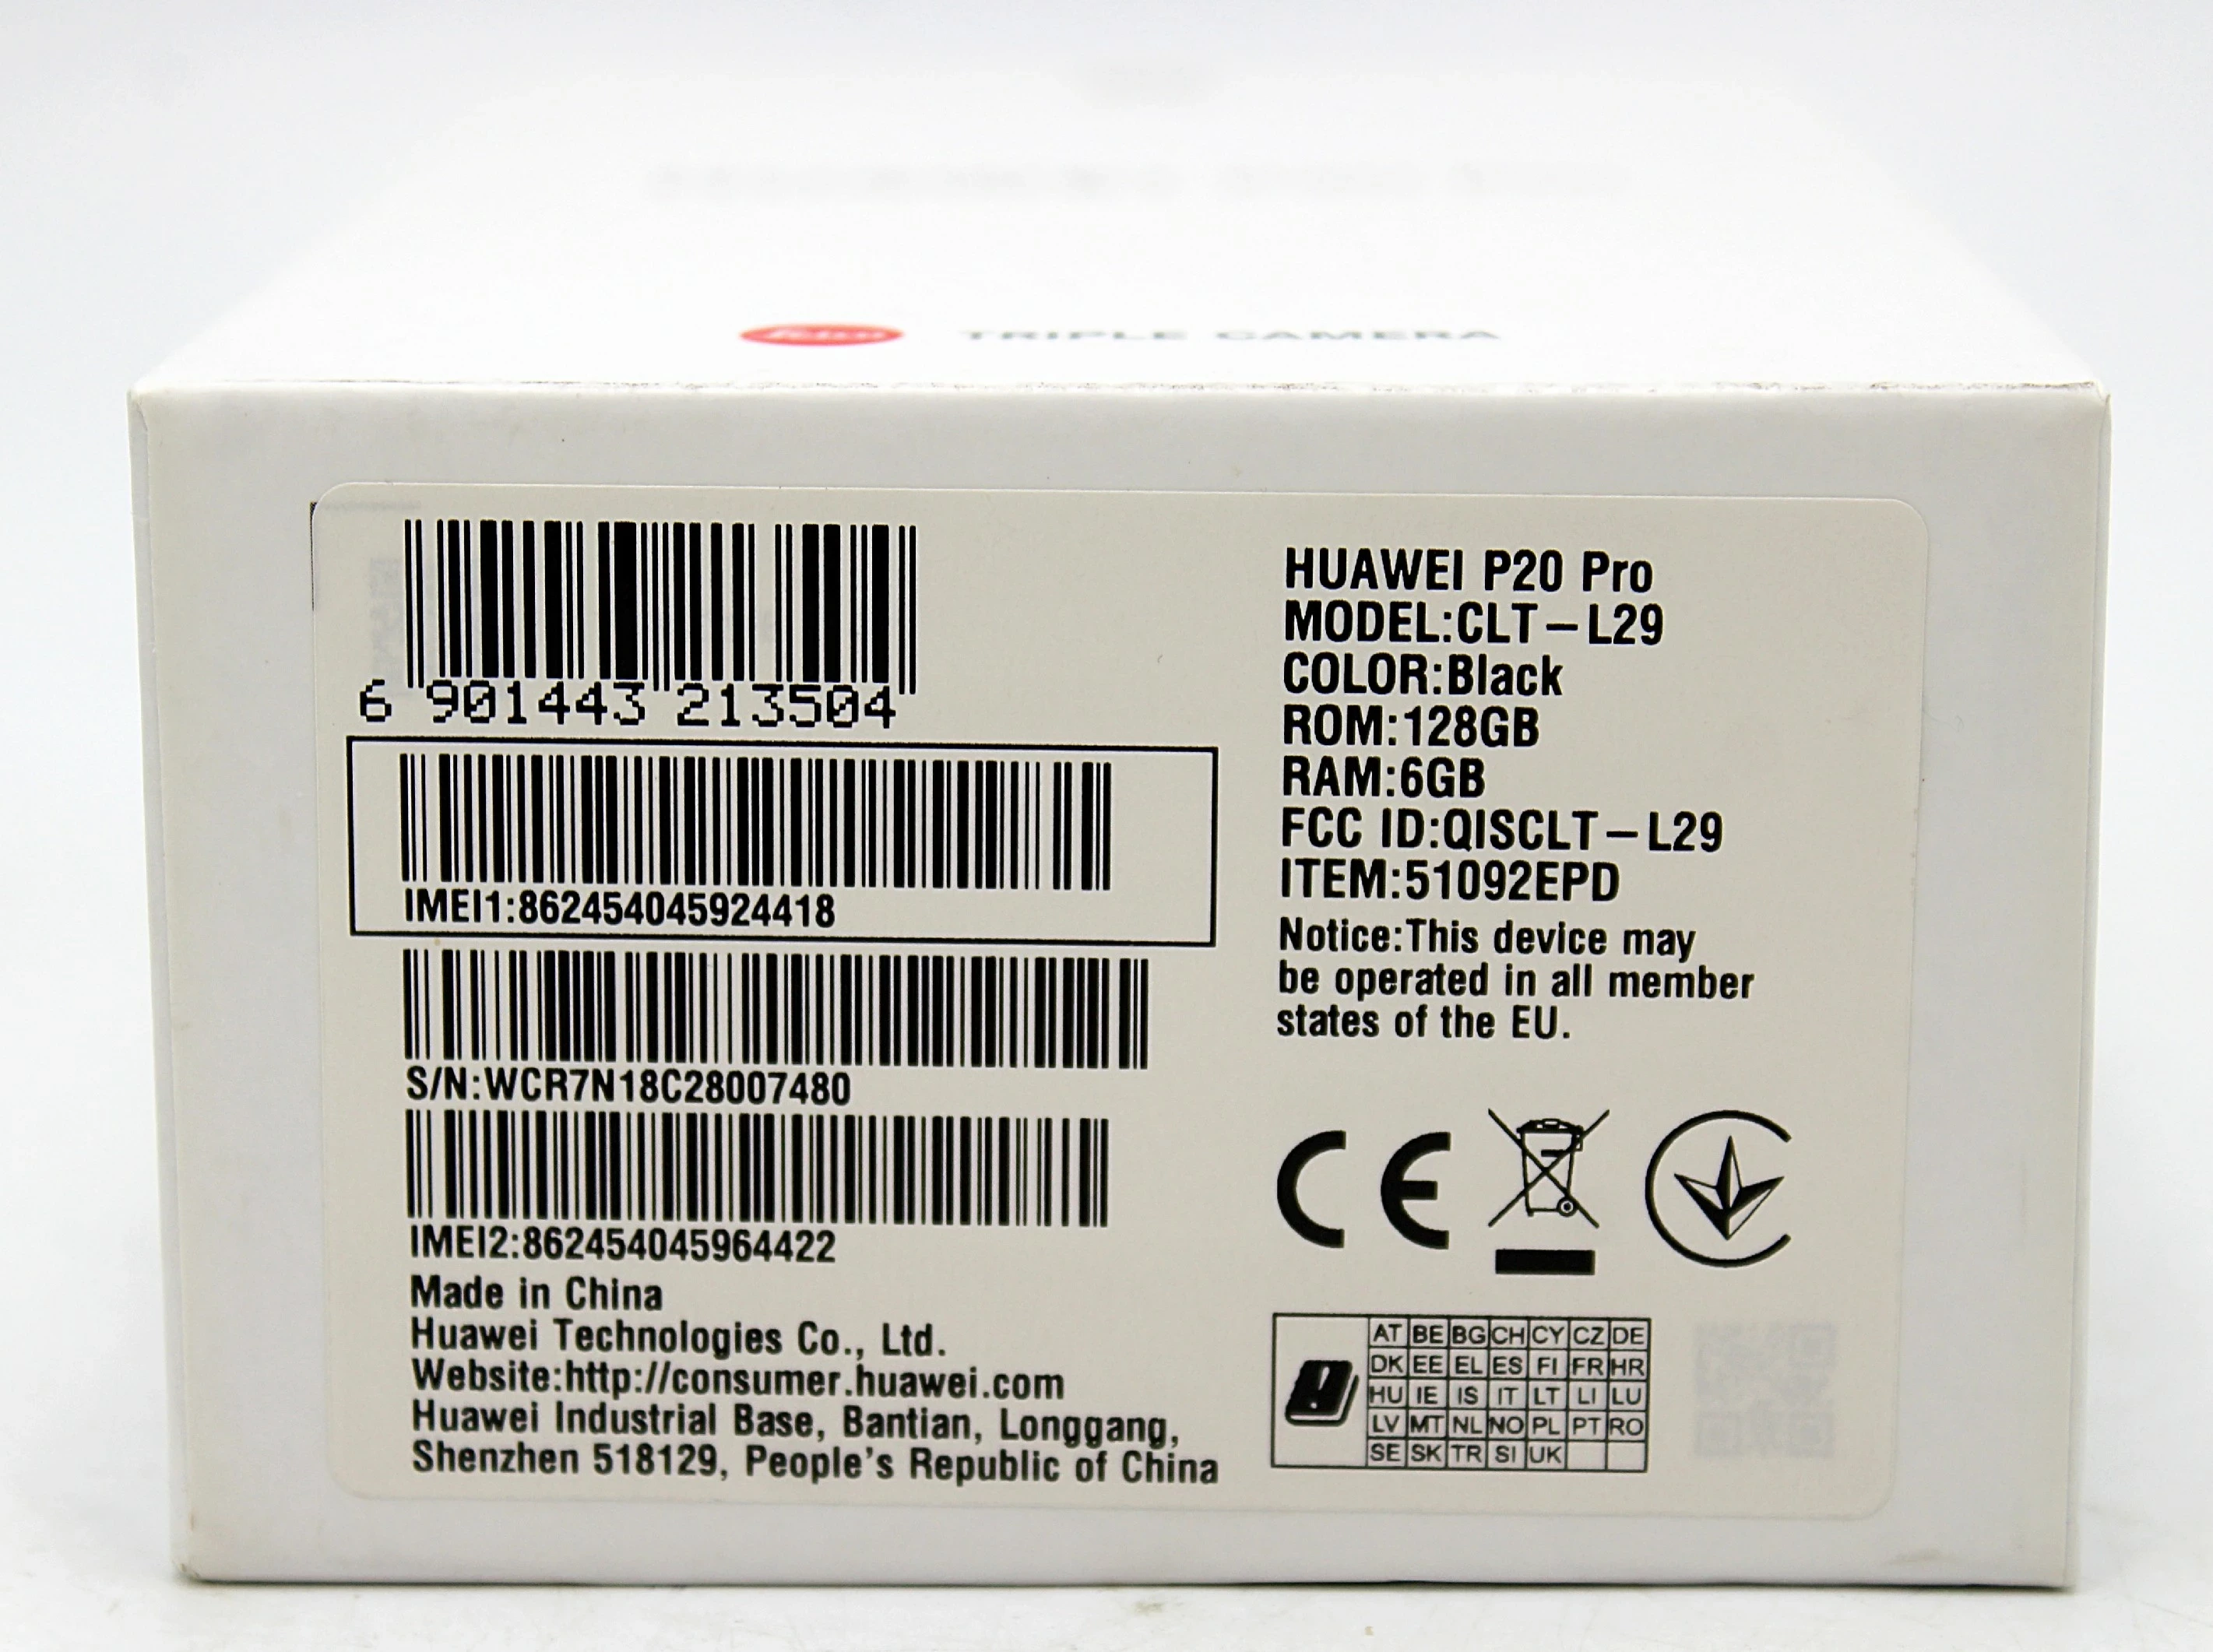 Leica TRIPLE CAMERA
6 901443 213504
IMEI1:862454045924418
S/N:WCR7N18C28007480
IMEI2:862454045964422
Made in China
Huawei Technologies Co., Ltd.
Website:http://consumer.huawei.com
Huawei Industrial Base, Bantian, Longgang,
Shenzhen 518129, People's Republic of China
HUAWEI P20 Pro
MODEL:CLT-L29
COLOR:Black
ROM:128GB
RAM:6GB
FCC ID:QISCLT-L29
ITEM:51092EPD
Notice:This device may
be operated in all member
states of the EU.
CE
AT BE BG CH CY CZ DE
DK EE EL ES FI FR HR
HU IE IS IT LT LI LU
LV MT NL NO PL PT RO
SE SK TR SI UK